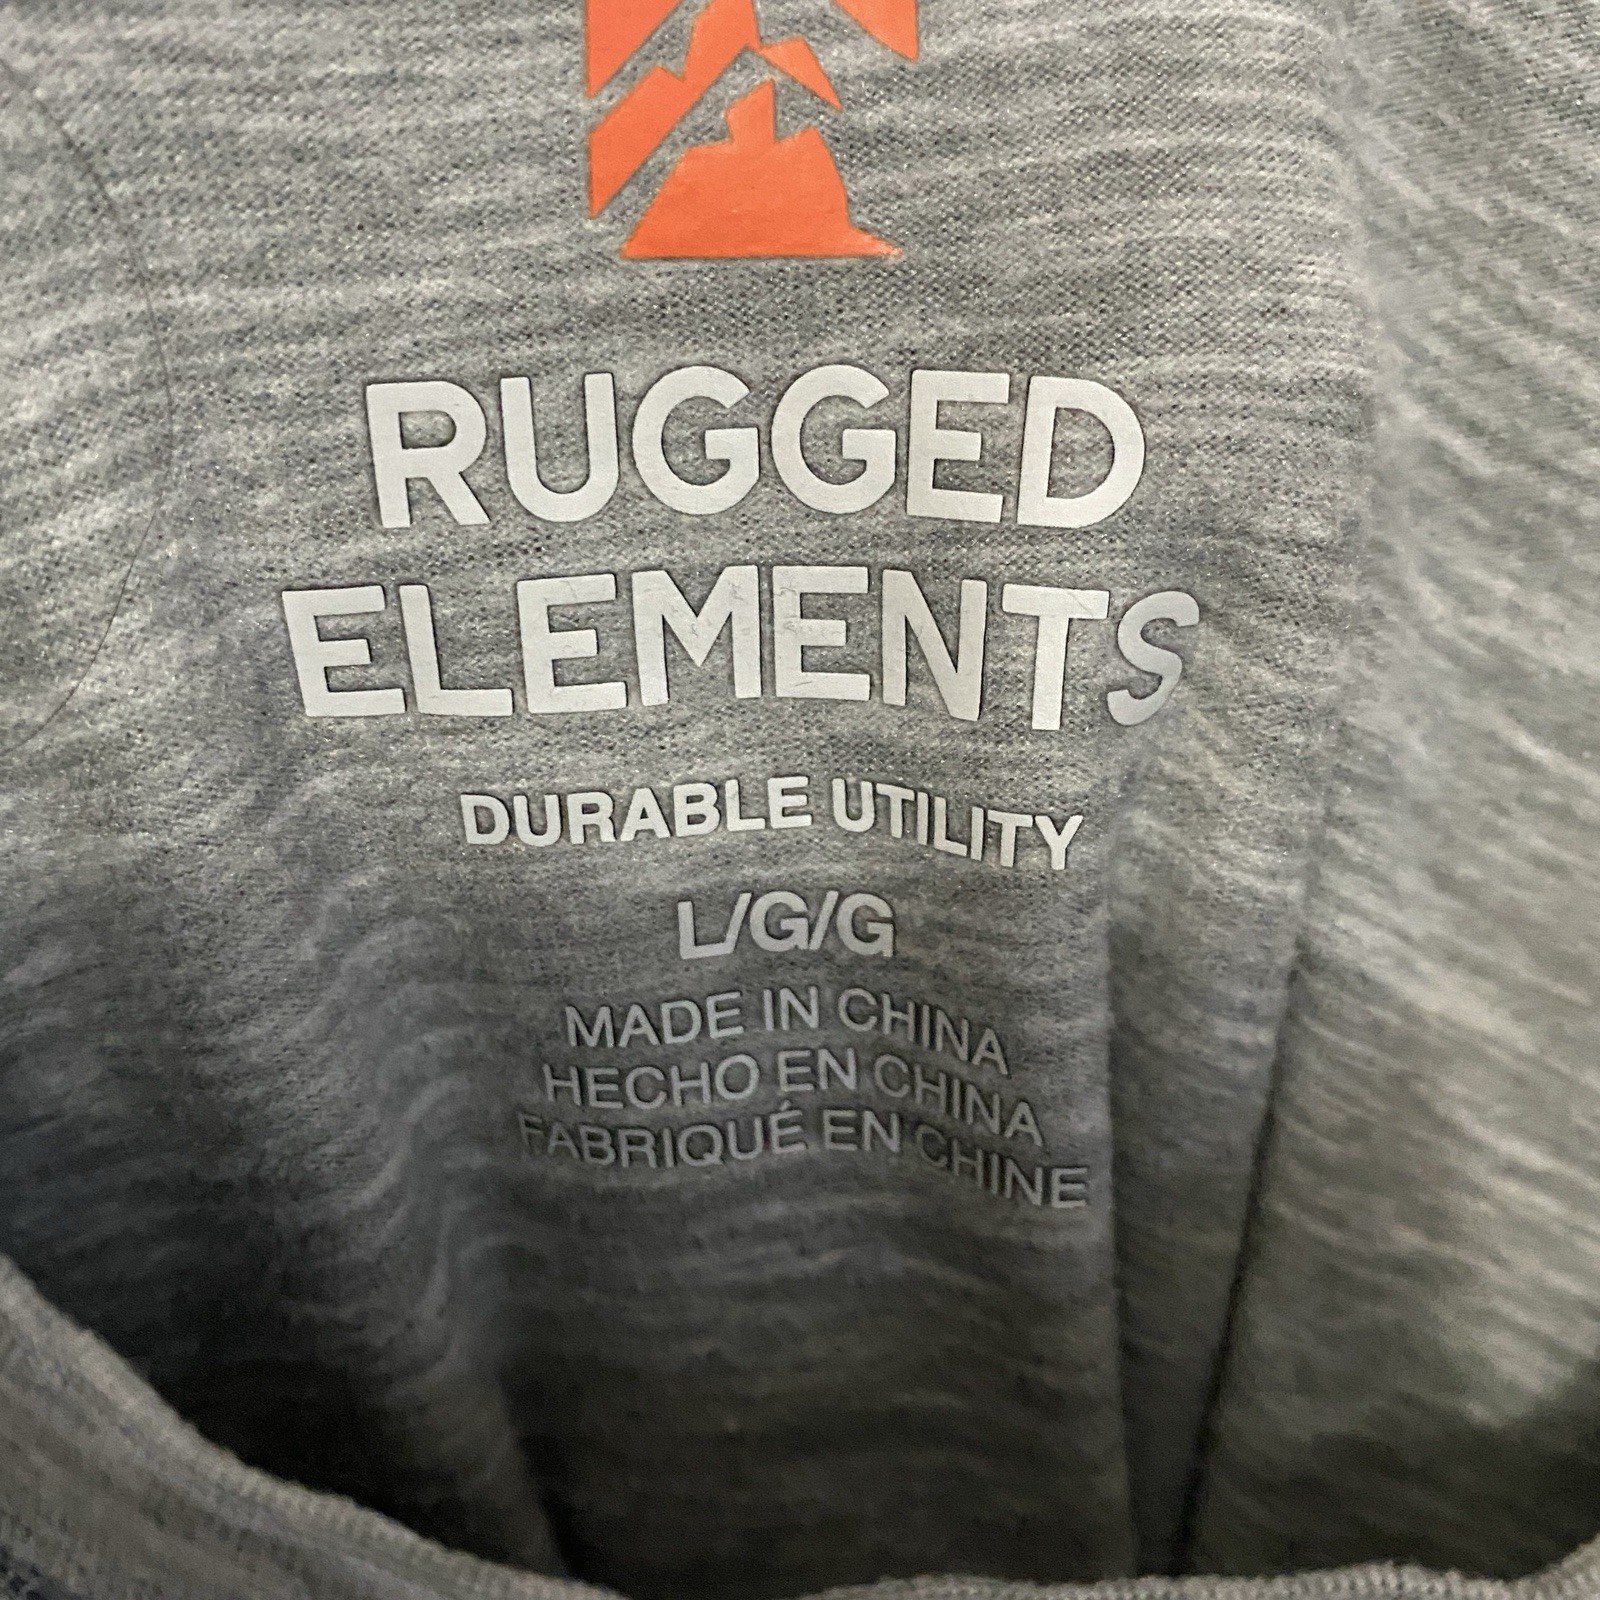 RUGGED
ELEMENTS
DURABLE UTILITY
L/G/G
MADE IN CHINA
HECHO EN CHINA
FABRIQUÉ EN CHINE